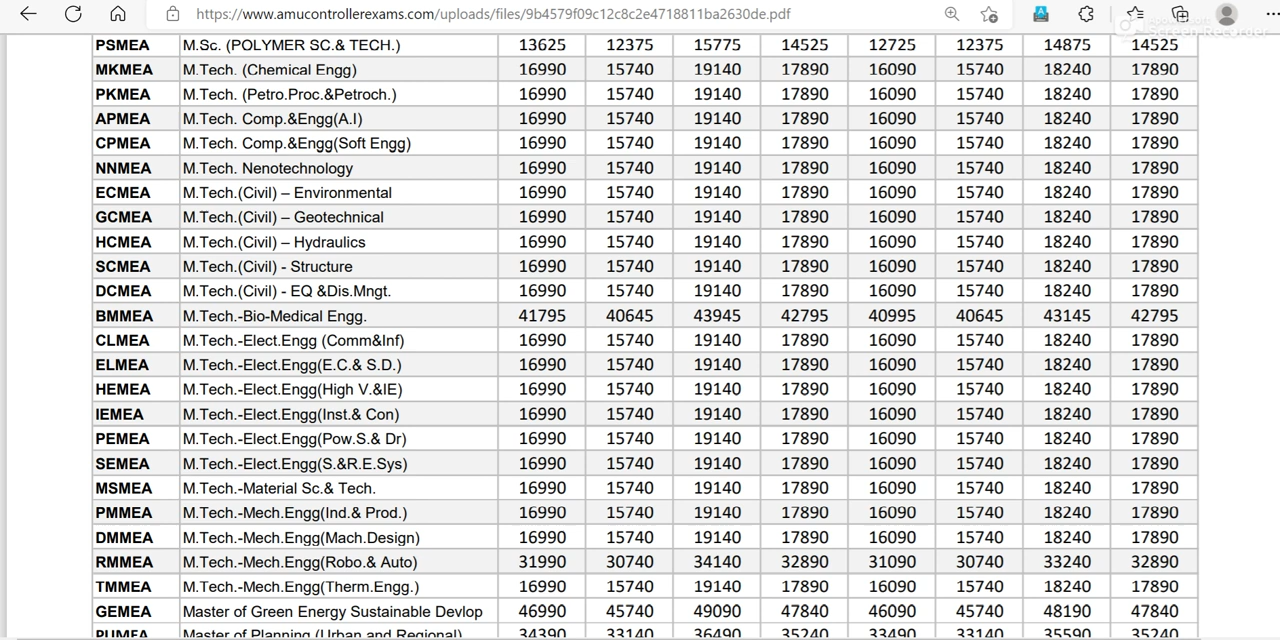 https://www.amucontrollerexams.com/uploads/files/9b4579f09c12c8c2e4718811ba2630de.pdf
Screen Recorder
PSMEA M.Sc. (POLYMER SC.& TECH.) 13625 12375 15775 14525 12725 12375 14875 14525
MKMEA M.Tech. (Chemical Engg) 16990 15740 19140 17890 16090 15740 18240 17890
PKMEA M.Tech. (Petro.Proc.&Petroch.) 16990 15740 19140 17890 16090 15740 18240 17890
APMEA M.Tech. Comp.&Engg(A.I) 16990 15740 19140 17890 16090 15740 18240 17890
CPMEA M.Tech. Comp.&Engg(Soft Engg) 16990 15740 19140 17890 16090 15740 18240 17890
NNMEA M.Tech. Nenotechnology 16990 15740 19140 17890 16090 15740 18240 17890
ECMEA M.Tech.(Civil) – Environmental 16990 15740 19140 17890 16090 15740 18240 17890
GCMEA M.Tech.(Civil) – Geotechnical 16990 15740 19140 17890 16090 15740 18240 17890
HCMEA M.Tech.(Civil) – Hydraulics 16990 15740 19140 17890 16090 15740 18240 17890
SCMEA M.Tech.(Civil) - Structure 16990 15740 19140 17890 16090 15740 18240 17890
DCMEA M.Tech.(Civil) - EQ &Dis.Mngt. 16990 15740 19140 17890 16090 15740 18240 17890
BMMEA M.Tech.-Bio-Medical Engg. 41795 40645 43945 42795 40995 40645 43145 42795
CLMEA M.Tech.-Elect.Engg (Comm&Inf) 16990 15740 19140 17890 16090 15740 18240 17890
ELMEA M.Tech.-Elect.Engg(E.C.& S.D.) 16990 15740 19140 17890 16090 15740 18240 17890
HEMEA M.Tech.-Elect.Engg(High V.&IE) 16990 15740 19140 17890 16090 15740 18240 17890
IEMEA M.Tech.-Elect.Engg(Inst.& Con) 16990 15740 19140 17890 16090 15740 18240 17890
PEMEA M.Tech.-Elect.Engg(Pow.S.& Dr) 16990 15740 19140 17890 16090 15740 18240 17890
SEMEA M.Tech.-Elect.Engg(S.&R.E.Sys) 16990 15740 19140 17890 16090 15740 18240 17890
MSMEA M.Tech.-Material Sc.& Tech. 16990 15740 19140 17890 16090 15740 18240 17890
PMMEA M.Tech.-Mech.Engg(Ind.& Prod.) 16990 15740 19140 17890 16090 15740 18240 17890
DMMEA M.Tech.-Mech.Engg(Mach.Design) 16990 15740 19140 17890 16090 15740 18240 17890
RMMEA M.Tech.-Mech.Engg(Robo.& Auto) 31990 30740 34140 32890 31090 30740 33240 32890
TMMEA M.Tech.-Mech.Engg(Therm.Engg.) 16990 15740 19140 17890 16090 15740 18240 17890
GEMEA Master of Green Energy Sustainable Devlop 46990 45740 49090 47840 46090 45740 48190 47840
PUMEA Master of Planning (Urban and Regional) 34390 33140 36490 35240 33490 33140 35590 35240